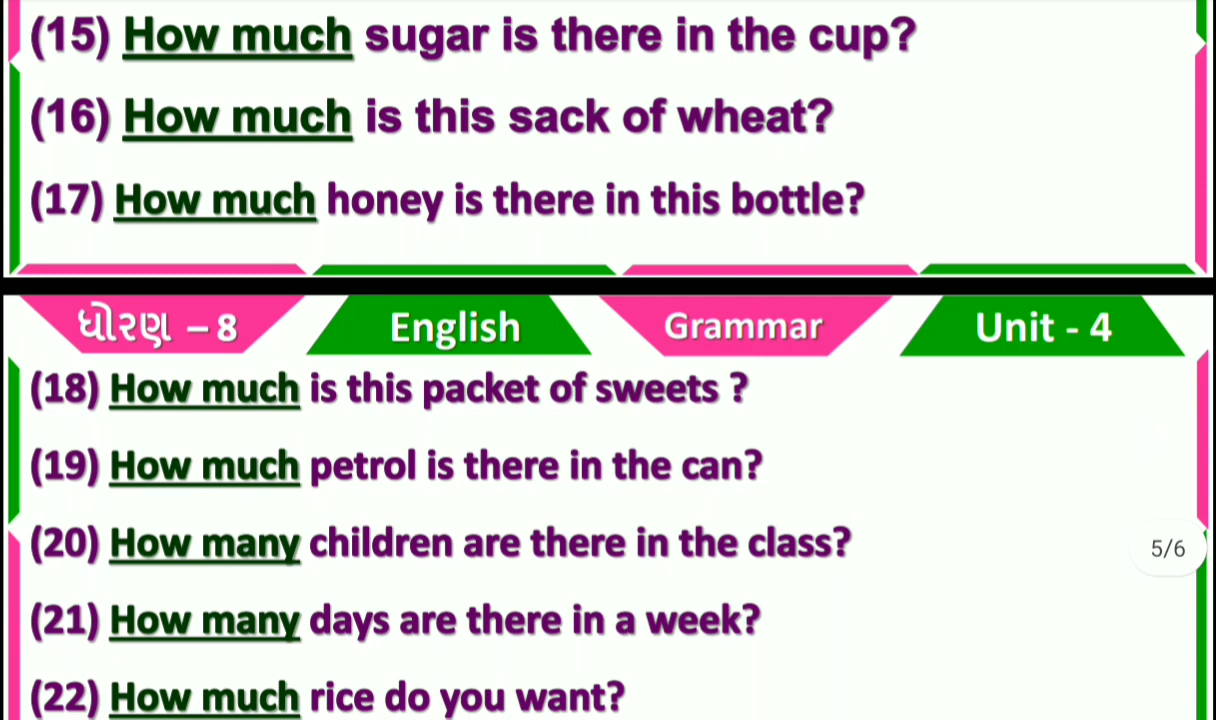 (15) How much sugar is there in the cup?
(16) How much is this sack of wheat?
(17) How much honey is there in this bottle?
ધોરણ – 8 English Grammar Unit - 4
(18) How much is this packet of sweets ?
(19) How much petrol is there in the can?
(20) How many children are there in the class?
5/6
(21) How many days are there in a week?
(22) How much rice do you want?